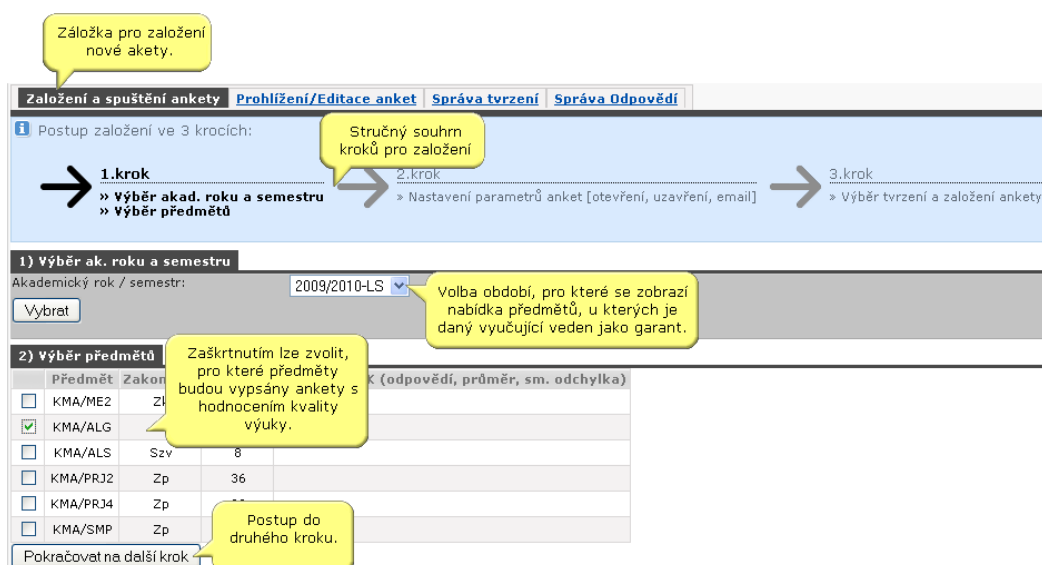 Záložka pro založení
nové akety.
Založení a spuštění ankety Prohlížení/Editace anket Správa tvrzení Správa Odpovědí
Postup založení ve 3 krocích:
Stručný souhrn
kroků pro založení
1.krok
» Výběr akad. roku a semestru
» Výběr předmětů
2.krok
» Nastavení parametrů anket [otevření, uzavření, email]
3.krok
» Výběr tvrzení a založení ankety
1) Výběr ak. roku a semestru
Akademický rok / semestr: 2009/2010-LS
Vybrat
Volba období, pro které se zobrazí
nabídka předmětů, u kterých je
daný vyučující veden jako garant.
2) Výběr předmětů
Zaškrtnutím lze zvolit,
pro které předměty
budou vypsány ankety s
hodnocením kvality
výuky.
Předmět (odpovědí, průměr, sm. odchylka)
KMA/ME2
KMA/ALG
KMA/ALS Szv 8
KMA/PRJ2 Zp 36
KMA/PRJ4 Zp
KMA/SMP Zp
Postup do
druhého kroku.
Pokračovat na další krok